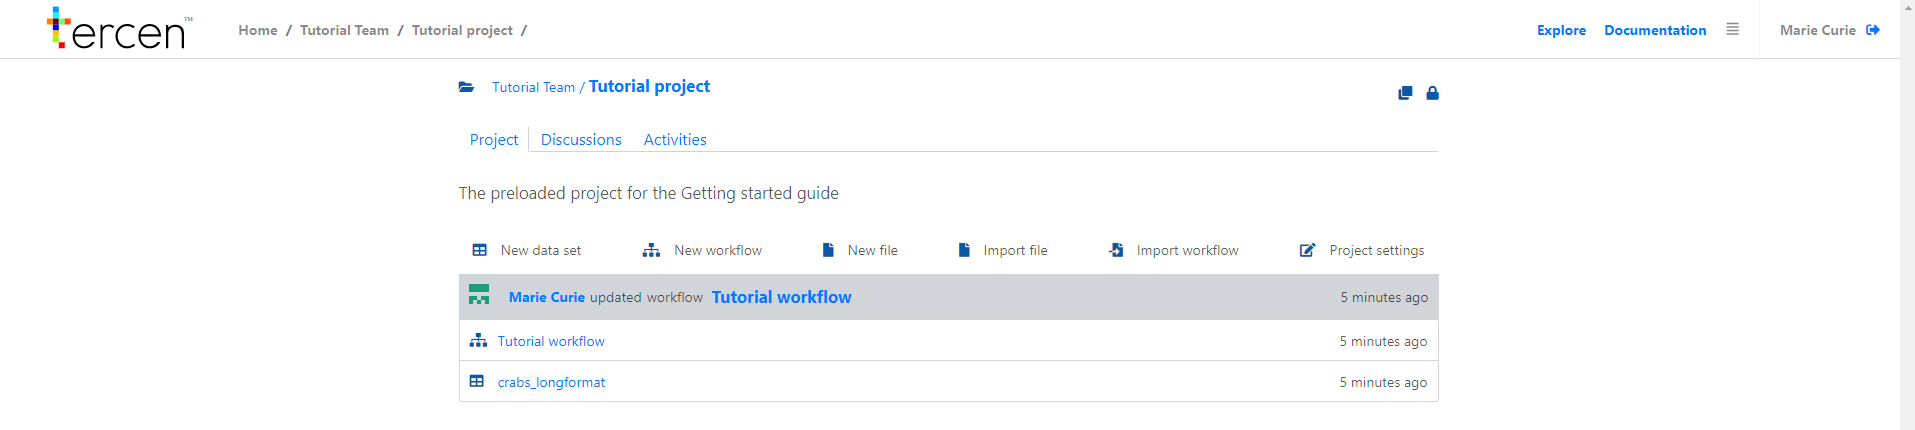 tercen™
Home / Tutorial Team / Tutorial project /
Explore Documentation Marie Curie
Tutorial Team / Tutorial project
Project Discussions Activities
The preloaded project for the Getting started guide
New data set New workflow New file Import file Import workflow Project settings
Marie Curie updated workflow Tutorial workflow 5 minutes ago
Tutorial workflow 5 minutes ago
crabs_longformat 5 minutes ago